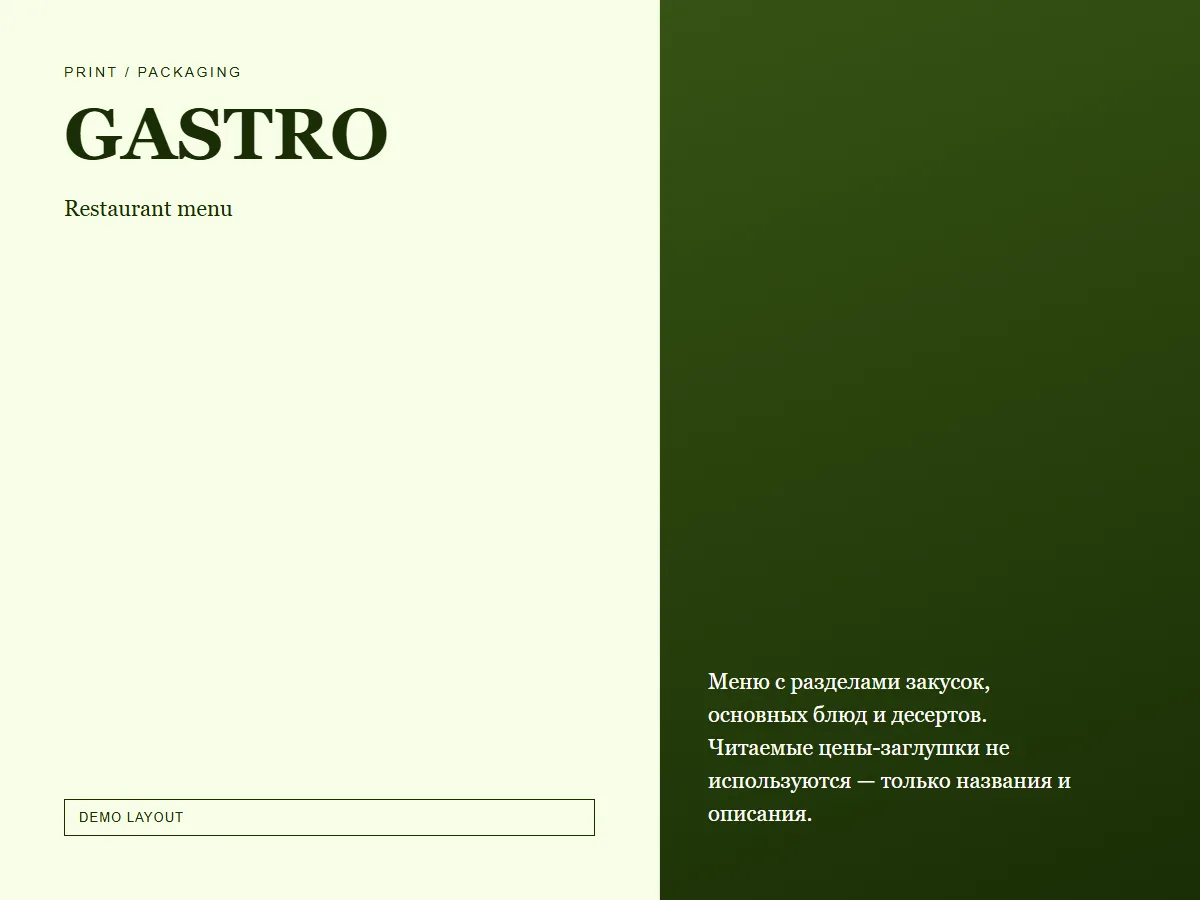 PRINT / PACKAGING
GASTRO
Restaurant menu
DEMO LAYOUT
Меню с разделами закусок,
основных блюд и десертов.
Читаемые цены-заглушки не
используются — только названия и
описания.